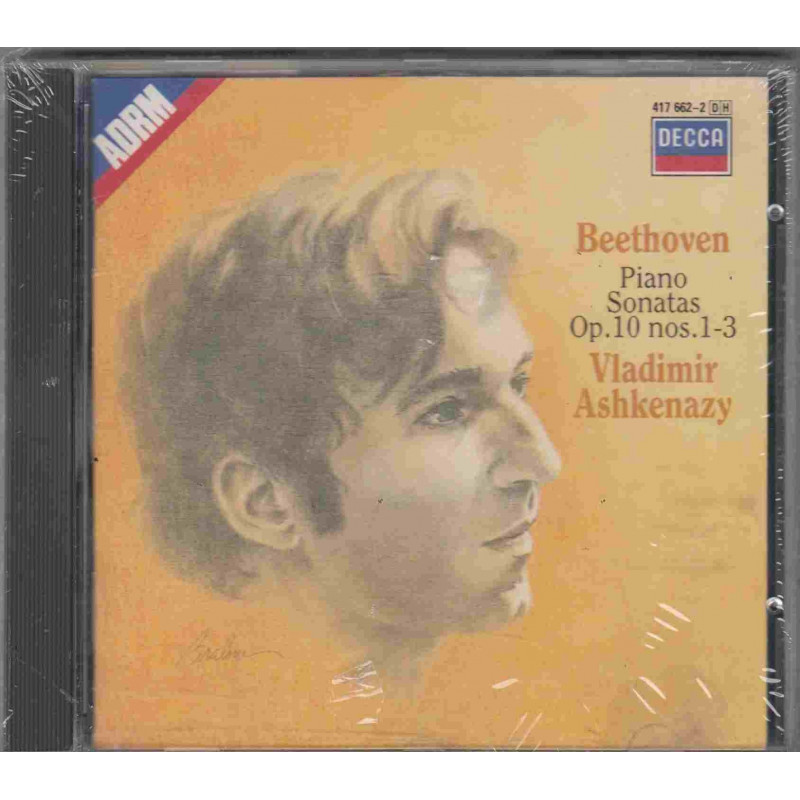 ADRM
417 662-2 DH
DECCA
Beethoven
Piano
Sonatas
Op.10 nos.1-3
Vladimir
Ashkenazy